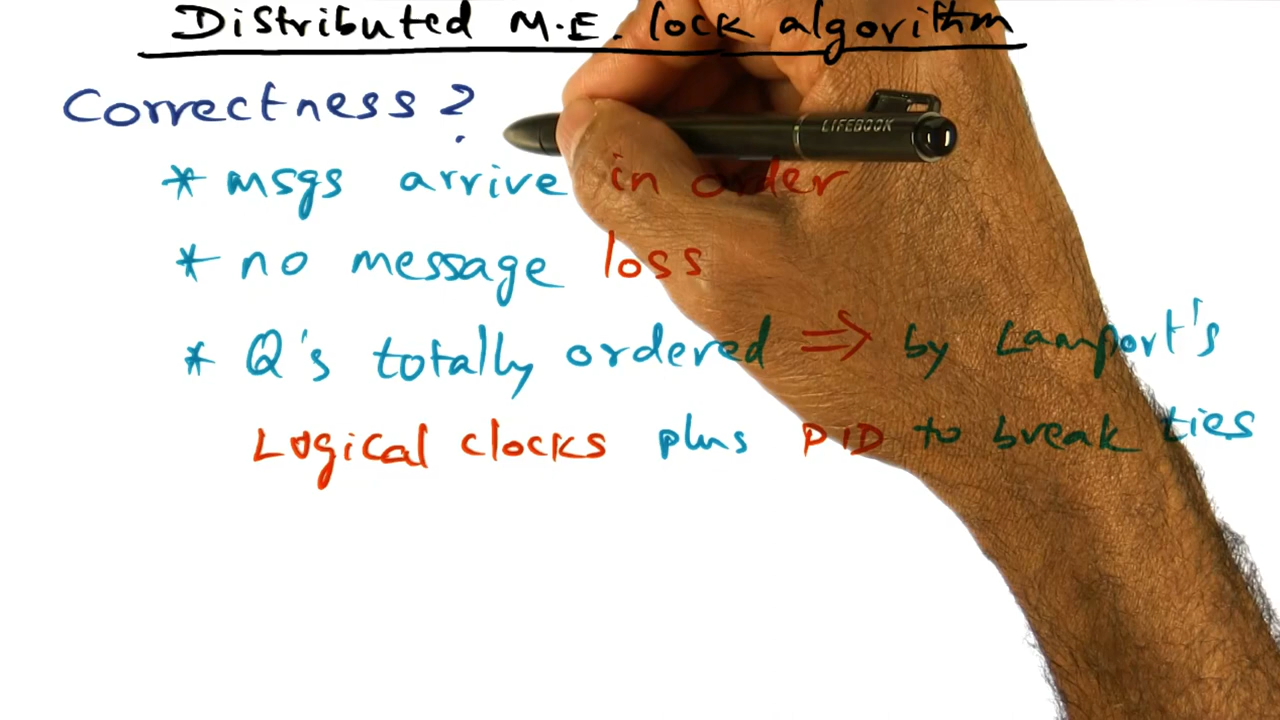 Distributed M.E. lock algorithm
Correctness?
LIFEBOOK
* msgs arrive in order
* no message loss
* Q's totally ordered ⇒ by Lamport's
Logical clocks plus PID to break ties